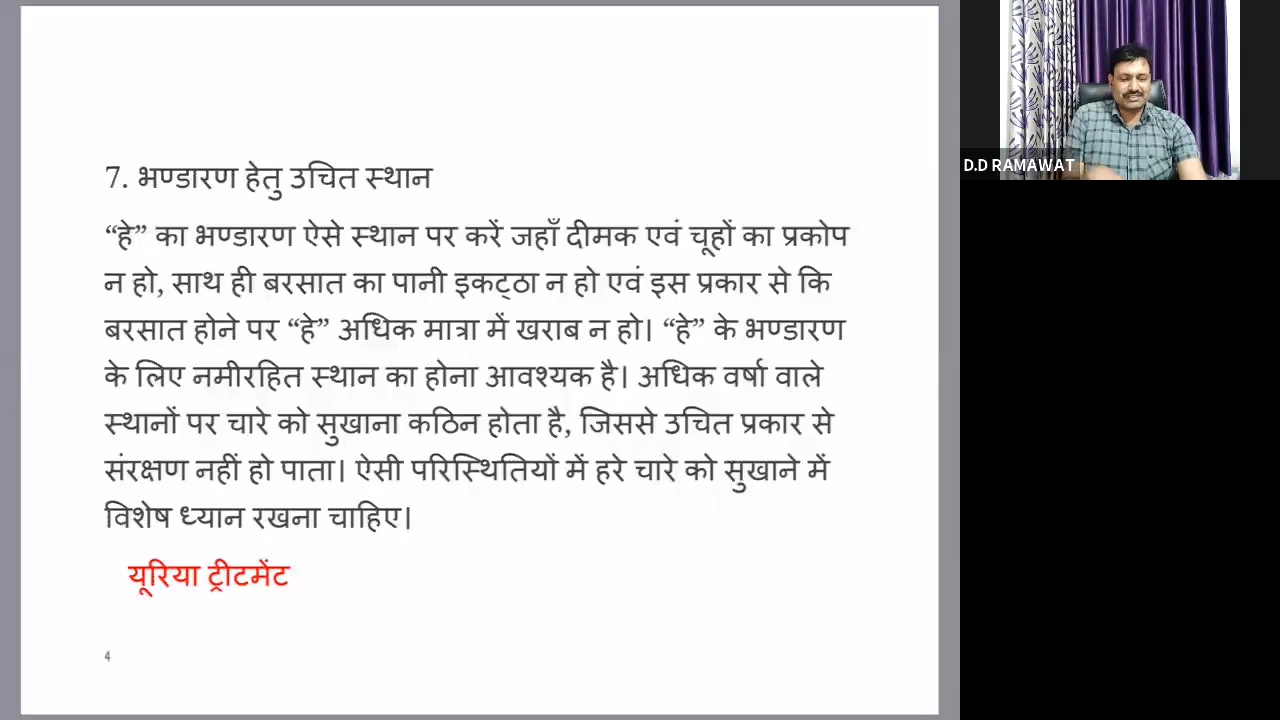 7. भण्डारण हेतु उचित स्थान
“हे” का भण्डारण ऐसे स्थान पर करें जहाँ दीमक एवं चूहों का प्रकोप
न हो, साथ ही बरसात का पानी इकट्ठा न हो एवं इस प्रकार से कि
बरसात होने पर “हे” अधिक मात्रा में खराब न हो। “हे” के भण्डारण
के लिए नमीरहित स्थान का होना आवश्यक है। अधिक वर्षा वाले
स्थानों पर चारे को सुखाना कठिन होता है, जिससे उचित प्रकार से
संरक्षण नहीं हो पाता। ऐसी परिस्थितियों में हरे चारे को सुखाने में
विशेष ध्यान रखना चाहिए।
यूरिया ट्रीटमेंट
4
D.D RAMAWAT